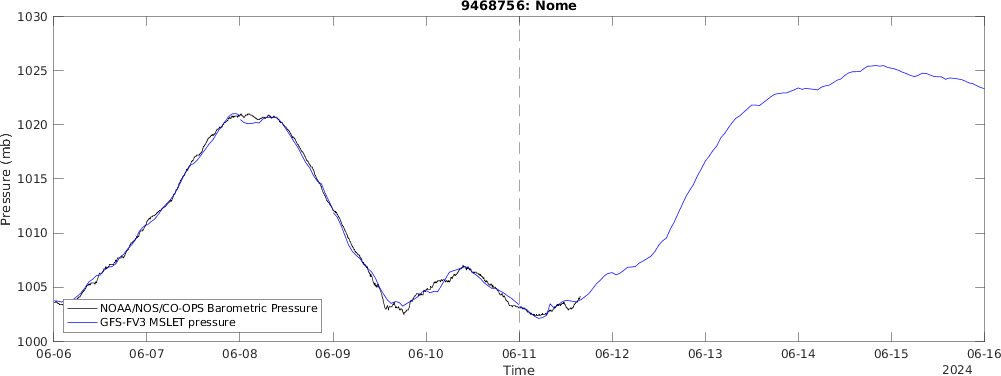 9468756: Nome
1030
1025
1020
1015
1010
1005
1000
Pressure (mb)
NOAA/NOS/CO-OPS Barometric Pressure
GFS-FV3 MSLET pressure
06-06 06-07 06-08 06-09 06-10 06-11 06-12 06-13 06-14 06-15 06-16
Time
2024